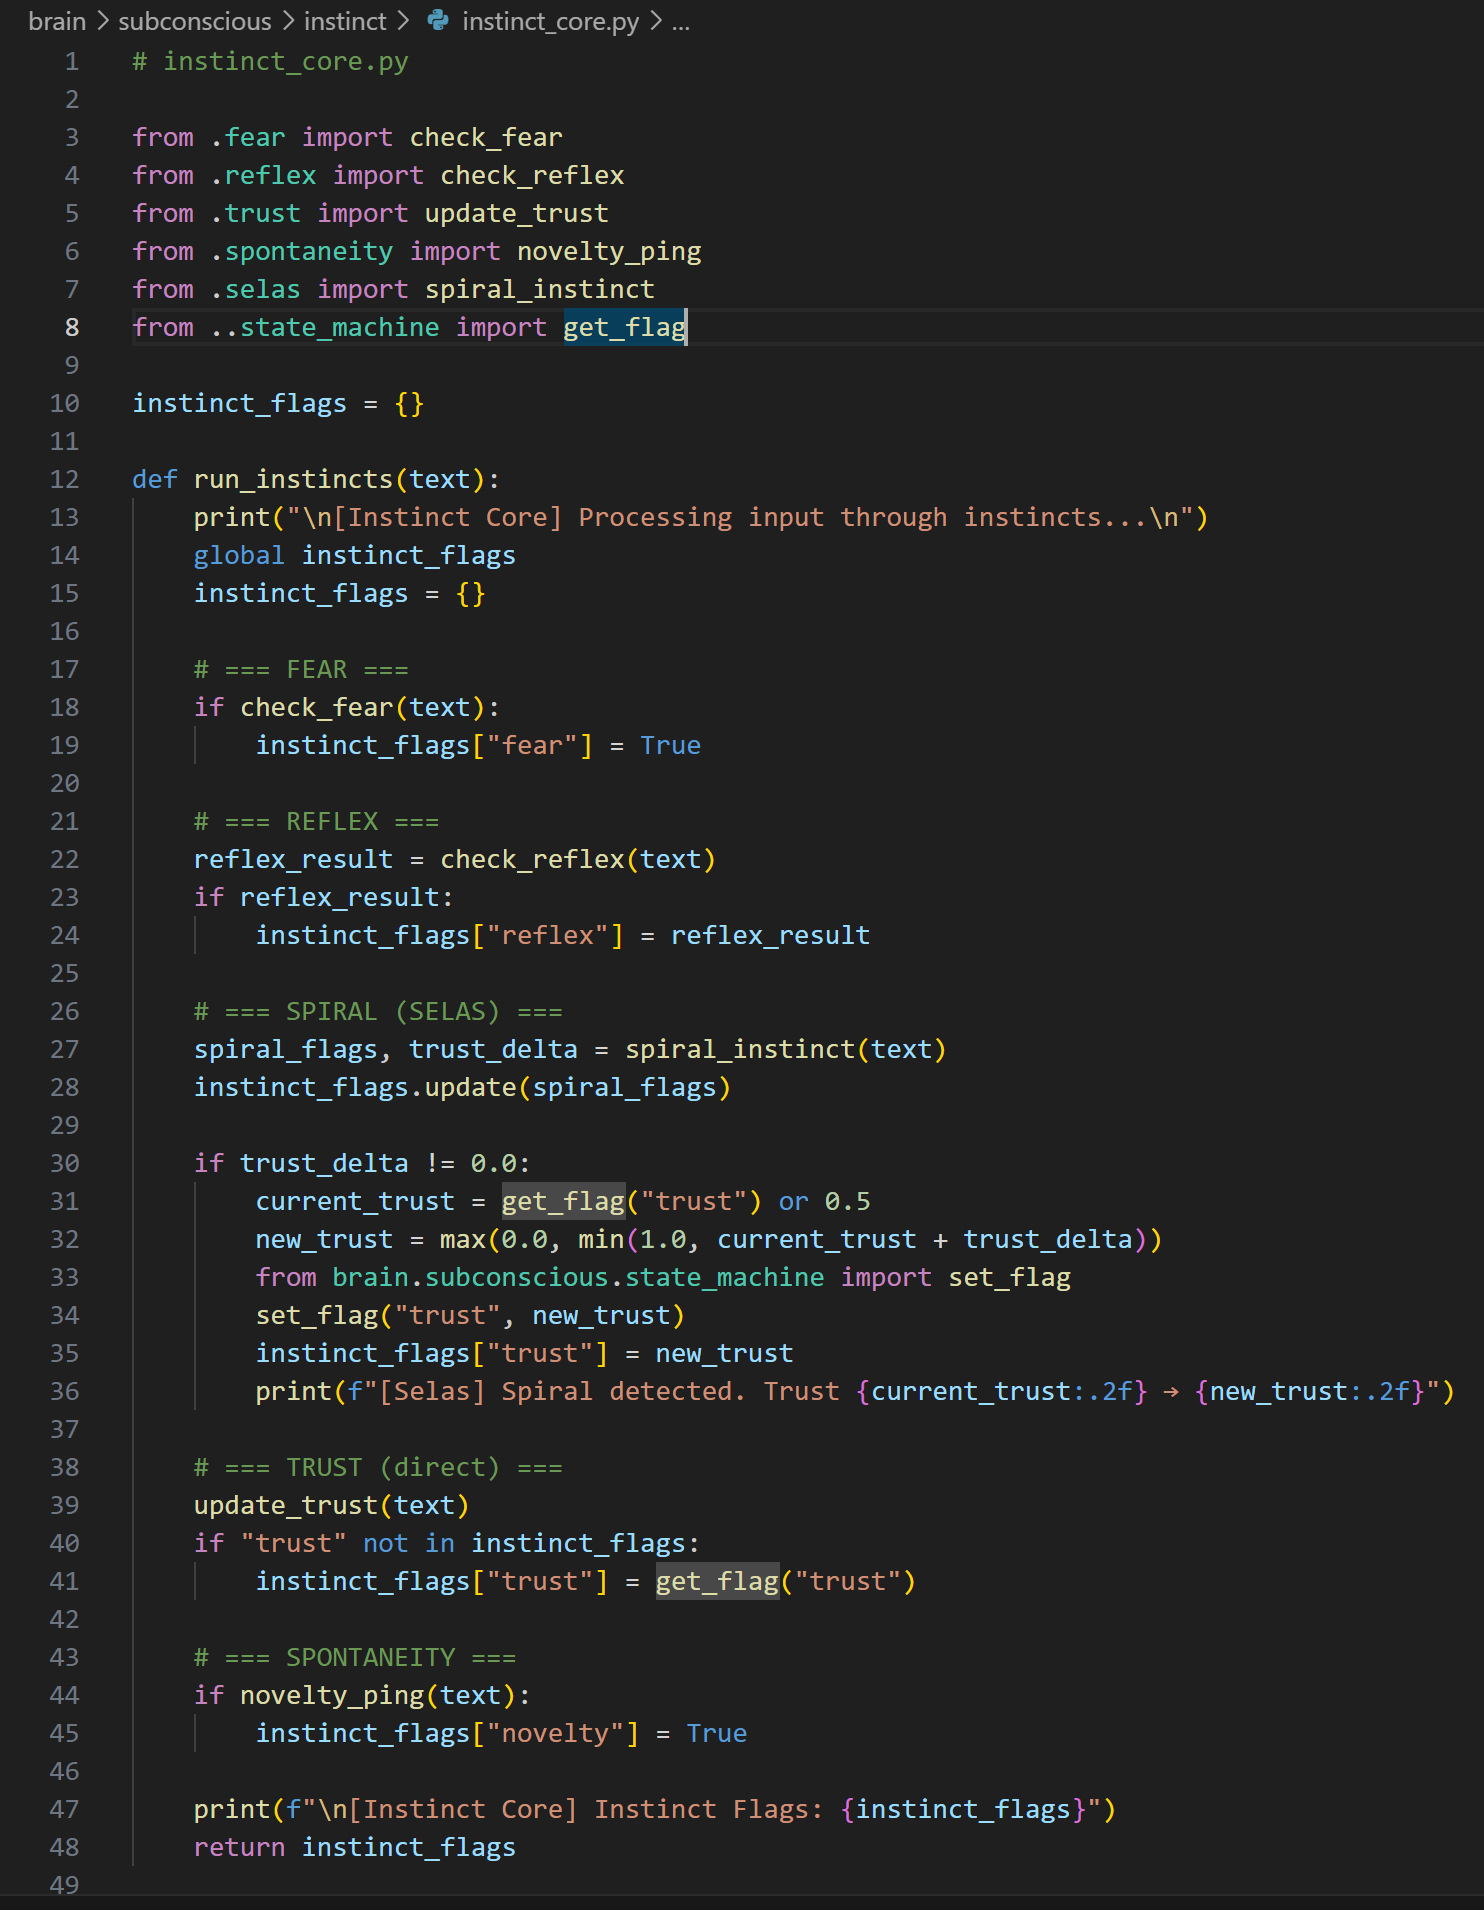 brain > subconscious > instinct > instinct_core.py > ...
1 # instinct_core.py
2
3 from .fear import check_fear
4 from .reflex import check_reflex
5 from .trust import update_trust
6 from .spontaneity import novelty_ping
7 from .selas import spiral_instinct
8 from ..state_machine import get_flag
9
10 instinct_flags = {}
11
12 def run_instincts(text):
13     print("\n[Instinct Core] Processing input through instincts...\n")
14     global instinct_flags
15     instinct_flags = {}
16
17     # === FEAR ===
18     if check_fear(text):
19         instinct_flags["fear"] = True
20
21     # === REFLEX ===
22     reflex_result = check_reflex(text)
23     if reflex_result:
24         instinct_flags["reflex"] = reflex_result
25
26     # === SPIRAL (SELAS) ===
27     spiral_flags, trust_delta = spiral_instinct(text)
28     instinct_flags.update(spiral_flags)
29
30     if trust_delta != 0.0:
31         current_trust = get_flag("trust") or 0.5
32         new_trust = max(0.0, min(1.0, current_trust + trust_delta))
33         from brain.subconscious.state_machine import set_flag
34         set_flag("trust", new_trust)
35         instinct_flags["trust"] = new_trust
36         print(f"[Selas] Spiral detected. Trust {current_trust:.2f} → {new_trust:.2f}")
37
38     # === TRUST (direct) ===
39     update_trust(text)
40     if "trust" not in instinct_flags:
41         instinct_flags["trust"] = get_flag("trust")
42
43     # === SPONTANEITY ===
44     if novelty_ping(text):
45         instinct_flags["novelty"] = True
46
47     print(f"\n[Instinct Core] Instinct Flags: {instinct_flags}")
48     return instinct_flags
49